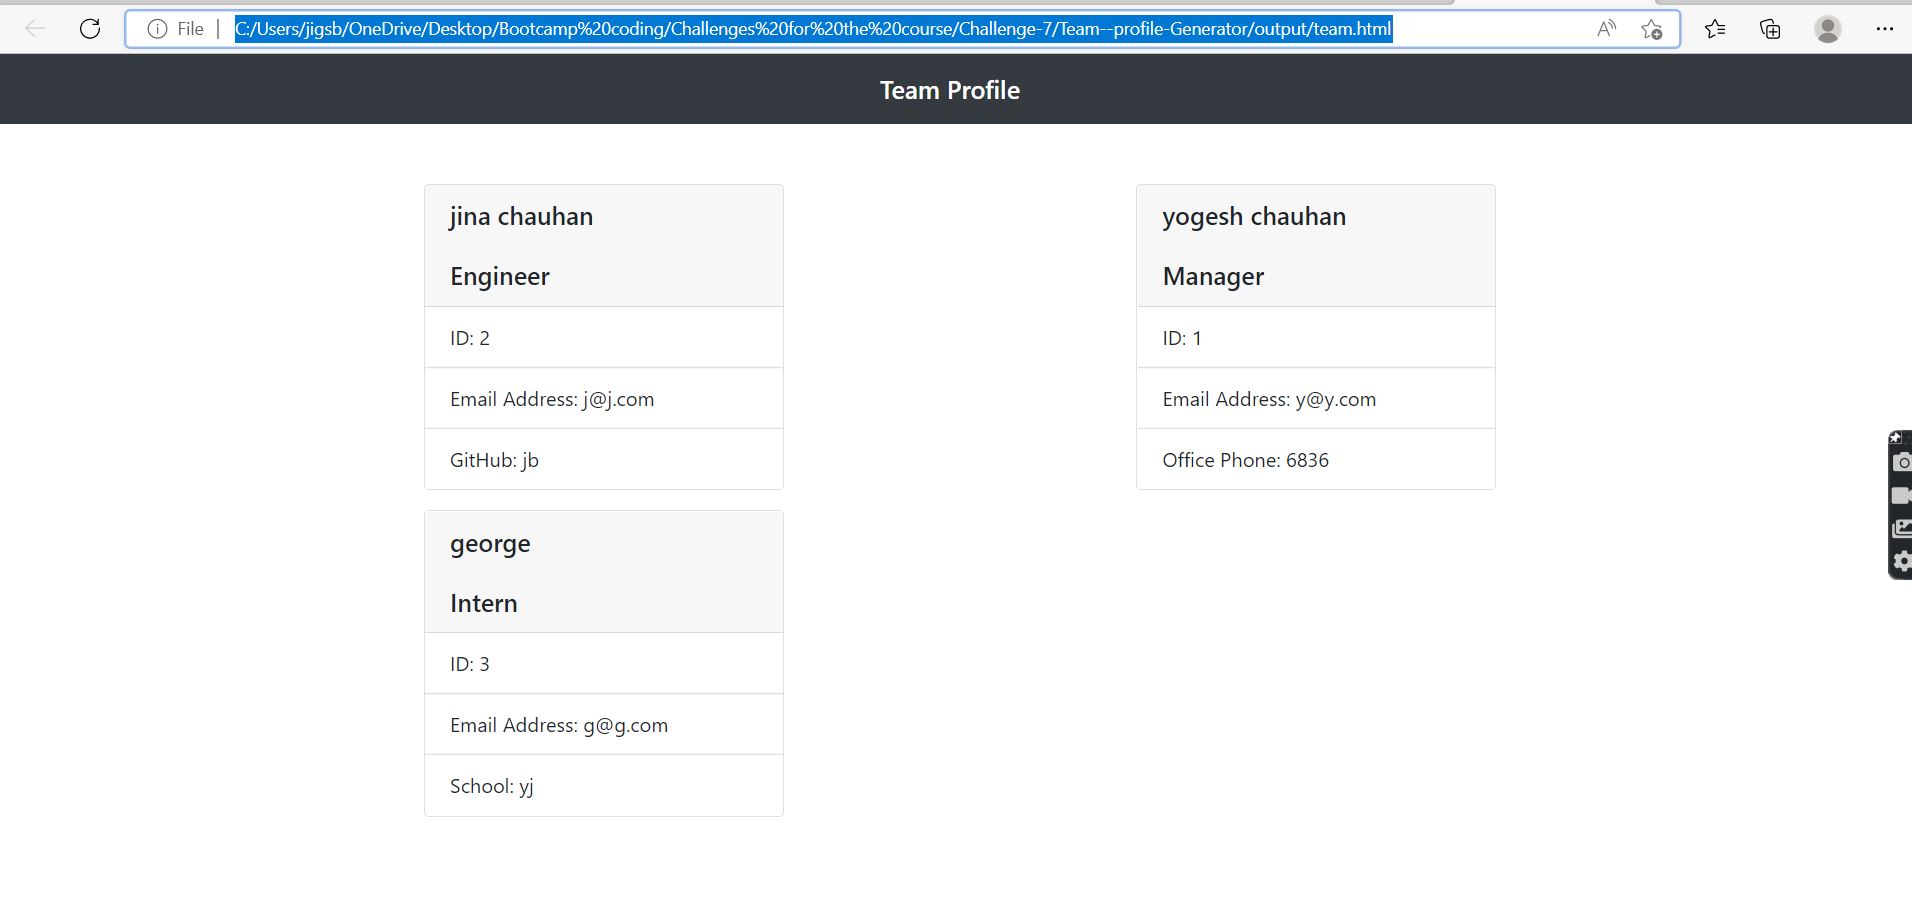 File | C:/Users/jigsb/OneDrive/Desktop/Bootcamp%20coding/Challenges%20for%20the%20course/Challenge-7/Team--profile-Generator/output/team.html
Team Profile
jina chauhan
Engineer
ID: 2
Email Address: j@j.com
GitHub: jb
yogesh chauhan
Manager
ID: 1
Email Address: y@y.com
Office Phone: 6836
george
Intern
ID: 3
Email Address: g@g.com
School: yj